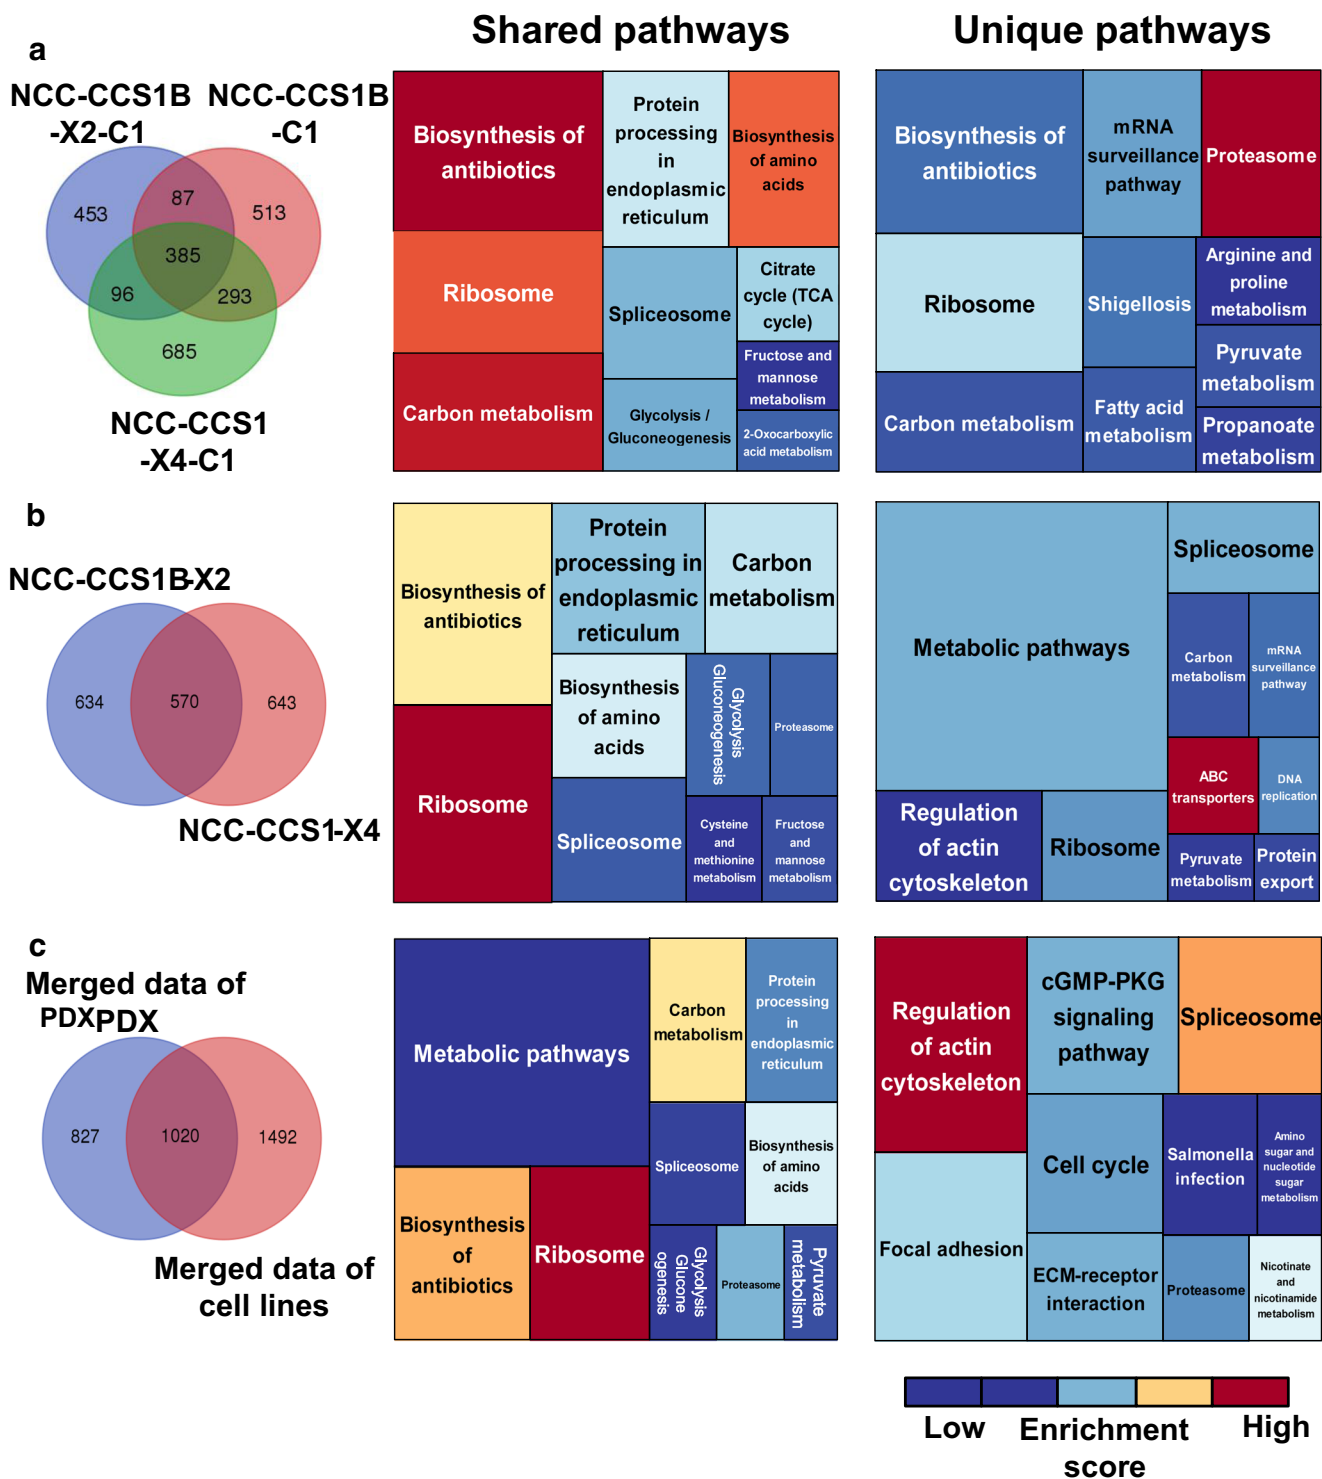 Shared pathways
Unique pathways
a
NCC-CCS1B
-X2-C1
NCC-CCS1B
-C1
453
87
513
385
96
293
685
NCC-CCS1
-X4-C1
Biosynthesis of
antibiotics
Ribosome
Carbon metabolism
Protein
processing
in
endoplasmic
reticulum
Biosynthesis
of amino
acids
Spliceosome
Citrate
cycle (TCA
cycle)
Fructose and
mannose
metabolism
Glycolysis /
Gluconeogenesis
2-Oxocarboxylic
acid metabolism
Biosynthesis of
antibiotics
Ribosome
Carbon metabolism
mRNA
surveillance
pathway
Proteasome
Shigellosis
Arginine and
proline
metabolism
Pyruvate
metabolism
Fatty acid
metabolism
Propanoate
metabolism
b
NCC-CCS1B-X2
634
570
643
NCC-CCS1-X4
Biosynthesis of
antibiotics
Ribosome
Protein
processing in
endoplasmic
reticulum
Carbon
metabolism
Biosynthesis
of amino
acids
Glycolysis
Gluconeogenesis
Proteasome
Spliceosome
Cysteine
and
methionine
metabolism
Fructose
and
mannose
metabolism
Metabolic pathways
Regulation
of actin
cytoskeleton
Ribosome
Spliceosome
Carbon
metabolism
mRNA
surveillance
pathway
ABC
transporters
DNA
replication
Pyruvate
metabolism
Protein
export
c
Merged data of
PDXPDX
827
1020
1492
Merged data of
cell lines
Metabolic pathways
Biosynthesis
of
antibiotics
Ribosome
Carbon
metabolism
Protein
processing
in
endoplasmic
reticulum
Spliceosome
Biosynthesis
of amino
acids
Glycolysis
Glucone
ogenesis
Proteasome
Pyruvate
metabolism
Regulation
of actin
cytoskeleton
Focal adhesion
cGMP-PKG
signaling
pathway
Spliceosome
Cell cycle
Salmonella
infection
Amino
sugar and
nucleotide
sugar
metabolism
ECM-receptor
interaction
Proteasome
Nicotinate
and
nicotinamide
metabolism
Low
Enrichment
score
High